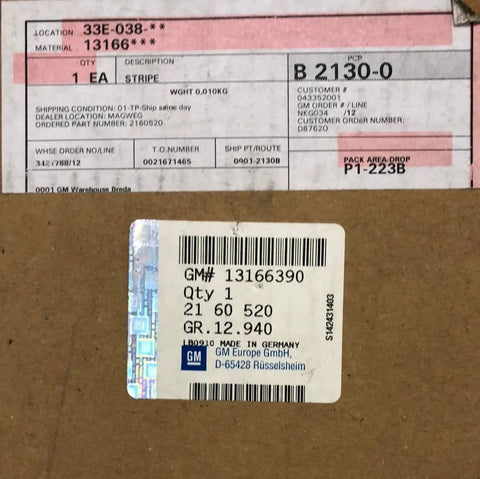 LOCATION 33E-038-**
MATERIAL 13166***
QTY DESCRIPTION PCP
1 EA STRIPE B 2130-0
WGHT 0,010KG
CUSTOMER #
043352001
SHIPPING CONDITION: 01-TP-Ship same day
GM ORDER # / LINE
DEALER LOCATION: MAGWEG
NKG034 /12
ORDERED PART NUMBER: 2160520
CUSTOMER ORDER NUMBER:
D87620
WHSE ORDER NO/LINE T.O.NUMBER SHIP PT/ROUTE
0021671465 0901-2130B
PACK AREA-DROP
P1-223B
0001 GM Warehouse Breda
GM# 13166390
Qty 1
21 60 520
GR.12.940
LB0910 MADE IN GERMANY
GM GM Europe GmbH,
D-65428 Rüsselsheim
S142431403